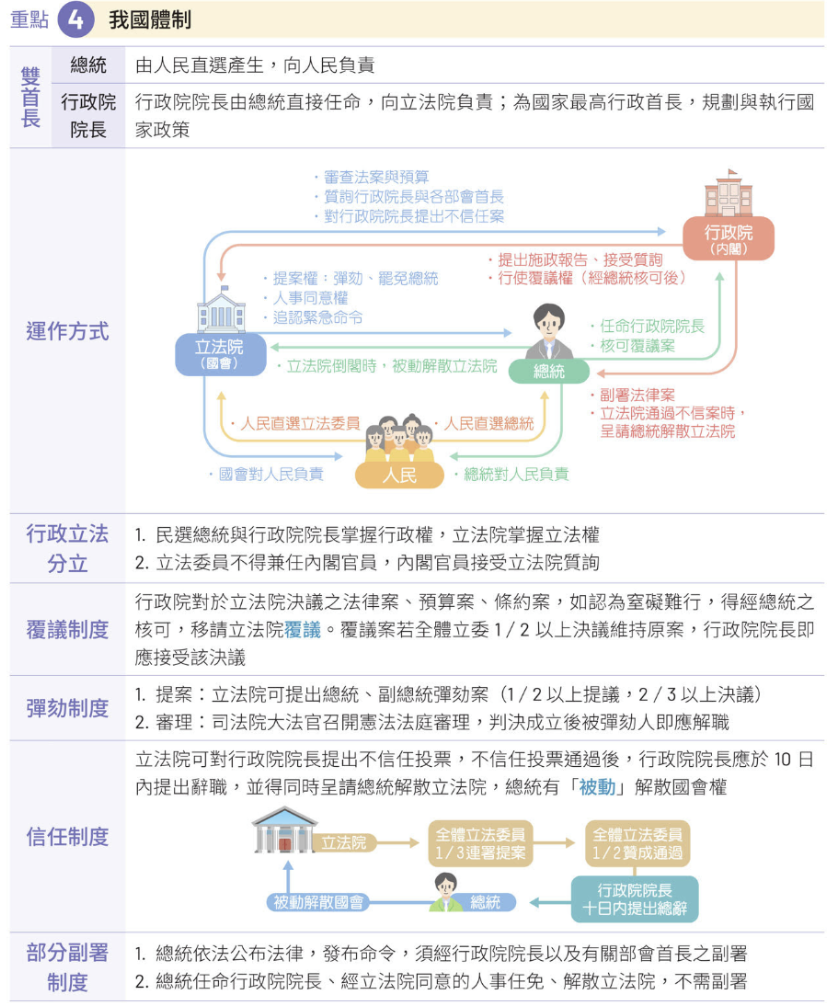 重點 4 我國體制
雙首長
總統
由人民直選產生，向人民負責
行政院
院長
行政院院長由總統直接任命，向立法院負責；為國家最高行政首長，規劃與執行國
家政策
運作方式
・審查法案與預算
・質詢行政院院長與各部會首長
・對行政院院長提出不信任案
行政院
（內閣）
・提出施政報告、接受質詢
・行使覆議權（經總統核可後）
・提案權：彈劾、罷免總統
・人事同意權
・追認緊急命令
立法院
（國會）
・任命行政院院長
・核可覆議案
・立法院倒閣時，被動解散立法院
總統
・副署法律案
・立法院通過不信案時，
呈請總統解散立法院
・人民直選立法委員
・人民直選總統
・國會對人民負責
人民
・總統對人民負責
行政立法
分立
1. 民選總統與行政院院長掌握行政權，立法院掌握立法權
2. 立法委員不得兼任內閣官員，內閣官員接受立法院質詢
覆議制度
行政院對於立法院決議之法律案、預算案、條約案，如認為窒礙難行，得經總統之
核可，移請立法院覆議。覆議案若全體立委 1 / 2 以上決議維持原案，行政院院長即
應接受該決議
彈劾制度
1. 提案：立法院可提出總統、副總統彈劾案（1 / 2 以上提議，2 / 3 以上決議）
2. 審理：司法院大法官召開憲法法庭審理，判決成立後被彈劾人即應解職
信任制度
立法院可對行政院院長提出不信任投票，不信任投票通過後，行政院院長應於 10 日
內提出辭職，並得同時呈請總統解散立法院，總統有「被動」解散國會權
立法院
全體立法委員
1/3連署提案
全體立法委員
1/2贊成通過
行政院院長
十日內提出總辭
總統
被動解散國會
部分副署
制度
1. 總統依法公布法律，發布命令，須經行政院院長以及有關部會首長之副署
2. 總統任命行政院院長、經立法院同意的人事任免、解散立法院，不需副署